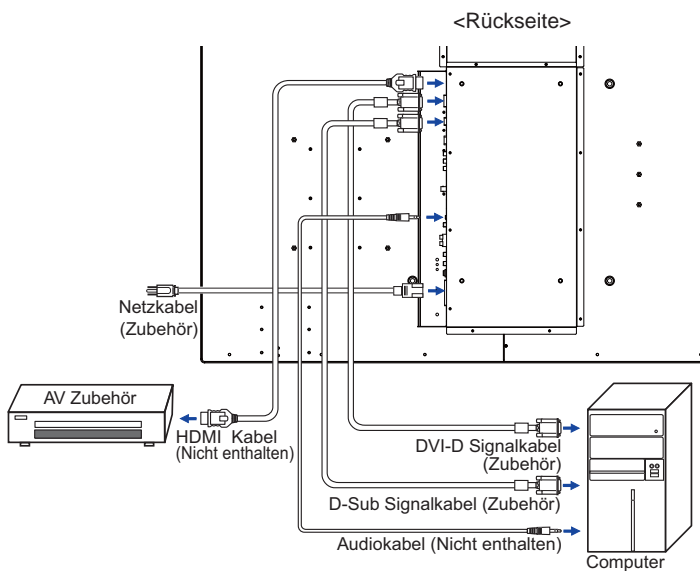 <Rückseite>
Netzkabel
(Zubehör)
AV Zubehör
HDMI Kabel
(Nicht enthalten)
DVI-D Signalkabel
(Zubehör)
D-Sub Signalkabel (Zubehör)
Audiokabel (Nicht enthalten)
Computer